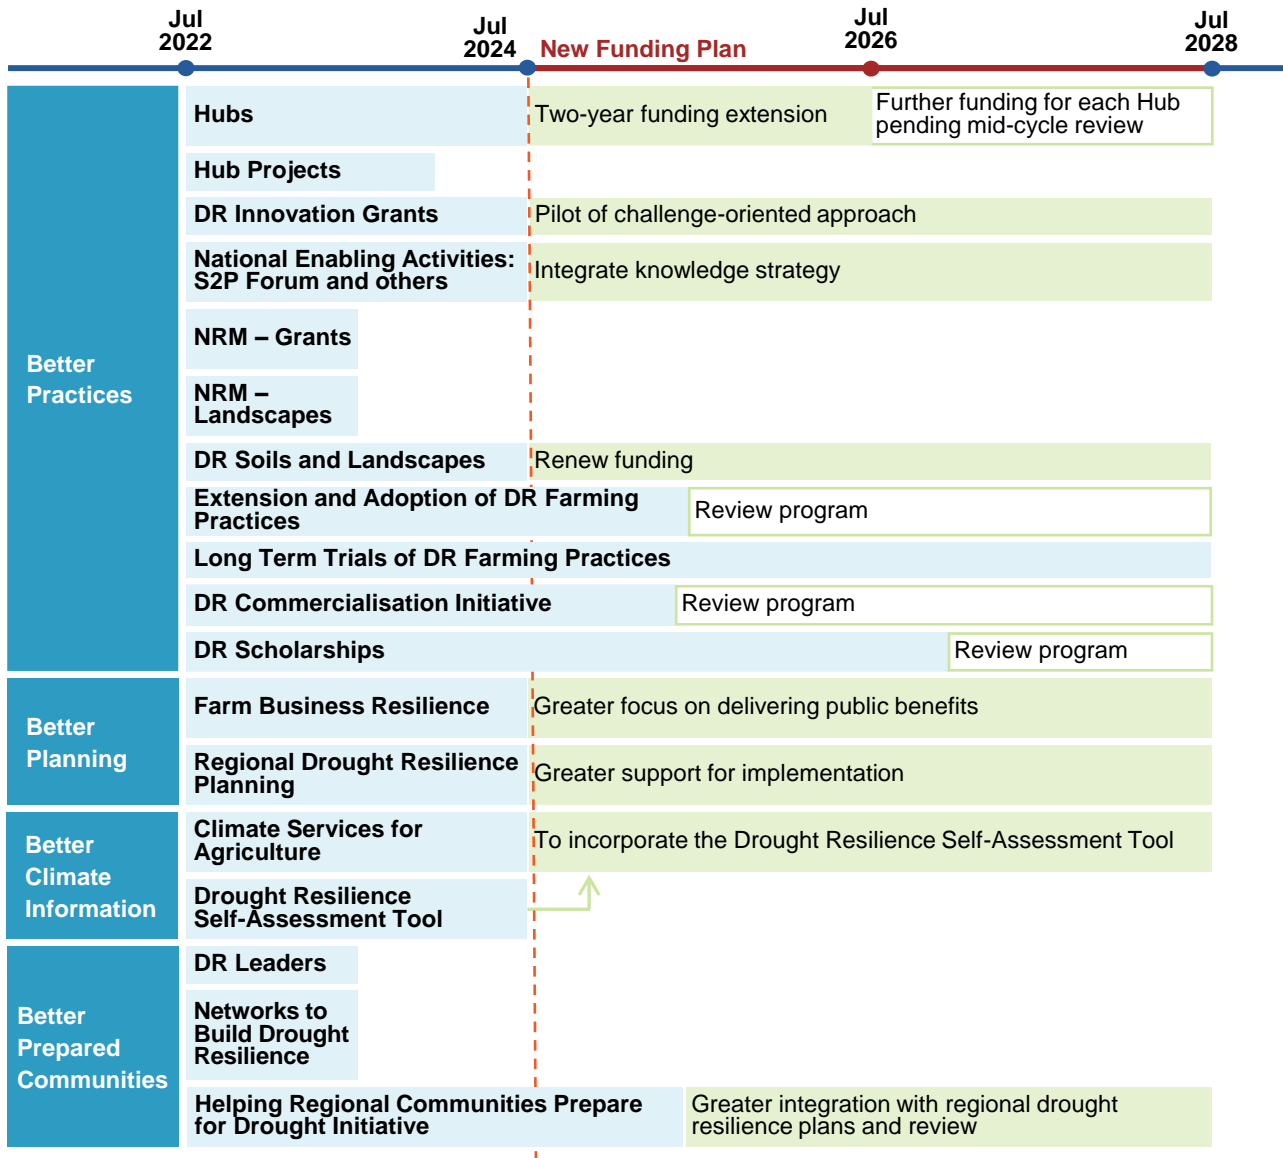 Jul
2022
Jul
2024
New Funding Plan
Jul
2026
Jul
2028
Better
Practices
Hubs
Two-year funding extension
Further funding for each Hub
pending mid-cycle review
Hub Projects
DR Innovation Grants
Pilot of challenge-oriented approach
National Enabling Activities:
S2P Forum and others
Integrate knowledge strategy
NRM – Grants
NRM –
Landscapes
DR Soils and Landscapes
Renew funding
Extension and Adoption of DR Farming
Practices
Review program
Long Term Trials of DR Farming Practices
DR Commercialisation Initiative
Review program
DR Scholarships
Review program
Better
Planning
Farm Business Resilience
Greater focus on delivering public benefits
Regional Drought Resilience
Planning
Greater support for implementation
Better
Climate
Information
Climate Services for
Agriculture
To incorporate the Drought Resilience Self-Assessment Tool
Drought Resilience
Self-Assessment Tool
Better
Prepared
Communities
DR Leaders
Networks to
Build Drought
Resilience
Helping Regional Communities Prepare
for Drought Initiative
Greater integration with regional drought
resilience plans and review